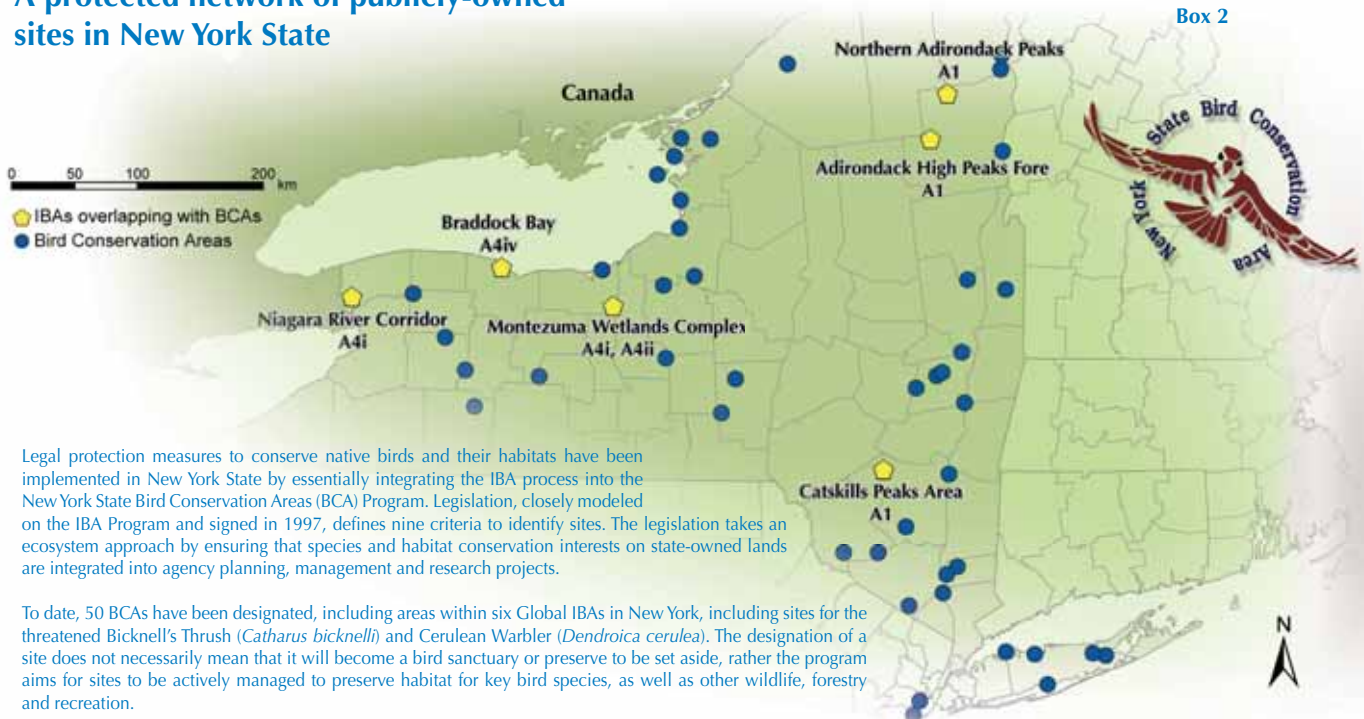 A protected network of publicly-owned
sites in New York State
Box 2
Northern Adirondack Peaks
A1
Canada
Adirondack High Peaks Fore
A1
0 50 100 200 km
IBAs overlapping with BCAs
Bird Conservation Areas
Braddock Bay
A4iv
Niagara River Corridor
A4i
Montezuma Wetlands Complex
A4i, A4ii
New York State Bird Conservation Area
Catskills Peaks Area
A1
Legal protection measures to conserve native birds and their habitats have been
implemented in New York State by essentially integrating the IBA process into the
New York State Bird Conservation Areas (BCA) Program. Legislation, closely modeled
on the IBA Program and signed in 1997, defines nine criteria to identify sites. The legislation takes an
ecosystem approach by ensuring that species and habitat conservation interests on state-owned lands
are integrated into agency planning, management and research projects.
To date, 50 BCAs have been designated, including areas within six Global IBAs in New York, including sites for the
threatened Bicknell's Thrush (Catharus bicknelli) and Cerulean Warbler (Dendroica cerulea). The designation of a
site does not necessarily mean that it will become a bird sanctuary or preserve to be set aside, rather the program
aims for sites to be actively managed to preserve habitat for key bird species, as well as other wildlife, forestry
and recreation.
N